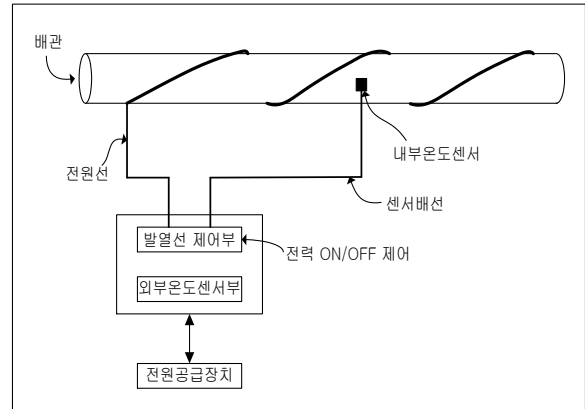 배관
내부온도센서
전원선
센서배선
발열선 제어부
전력 ON/OFF 제어
외부온도센서부
전원공급장치